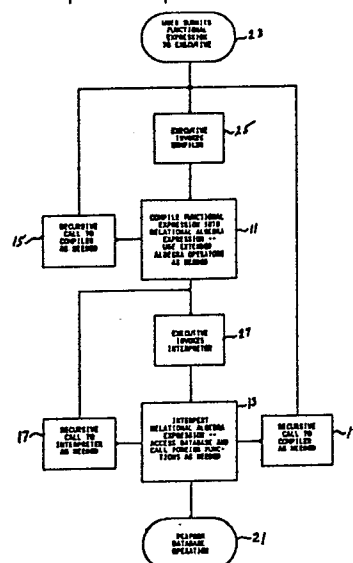 USER SUBMITS
FUNCTIONAL
EXPRESSION
TO EXECUTIVE
23
EXECUTIVE
INVOKES
COMPILER
25
COMPILE FUNCTIONAL
EXPRESSION INTO
RELATIONAL ALGEBRA
EXPRESSION --
USE EXTENDED
ALGEBRA OPERATORS
AS NEEDED
11
15
RECURSIVE
CALL TO
COMPILER
AS NEEDED
EXECUTIVE
INVOKES
INTERPRETER
27
13
INTERPRET
RELATIONAL ALGEBRA
EXPRESSION --
ACCESS DATABASE AND
CALL FOREIGN FUNC-
TIONS AS NEEDED
17
RECURSIVE
CALL TO
INTERPRETER
AS NEEDED
RECURSIVE
CALL TO
COMPILER
AS NEEDED
PERFORM
DATABASE
OPERATION
21